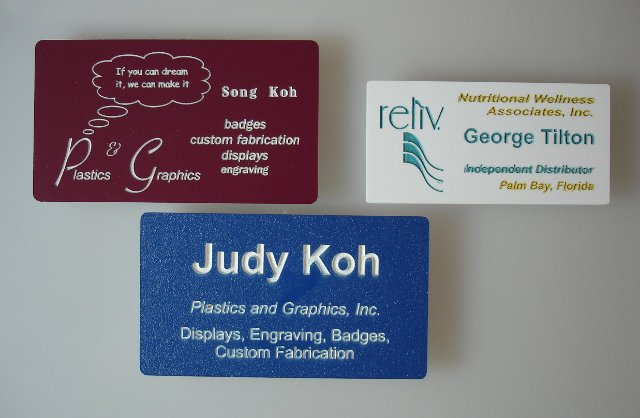 If you can dream
it, we can make it
Song Koh
badges
custom fabrication
displays
engraving
Plastics & Graphics
reliv.
Nutritional Wellness
Associates, Inc.
George Tilton
Independent Distributor
Palm Bay, Florida
Judy Koh
Plastics and Graphics, Inc.
Displays, Engraving, Badges,
Custom Fabrication